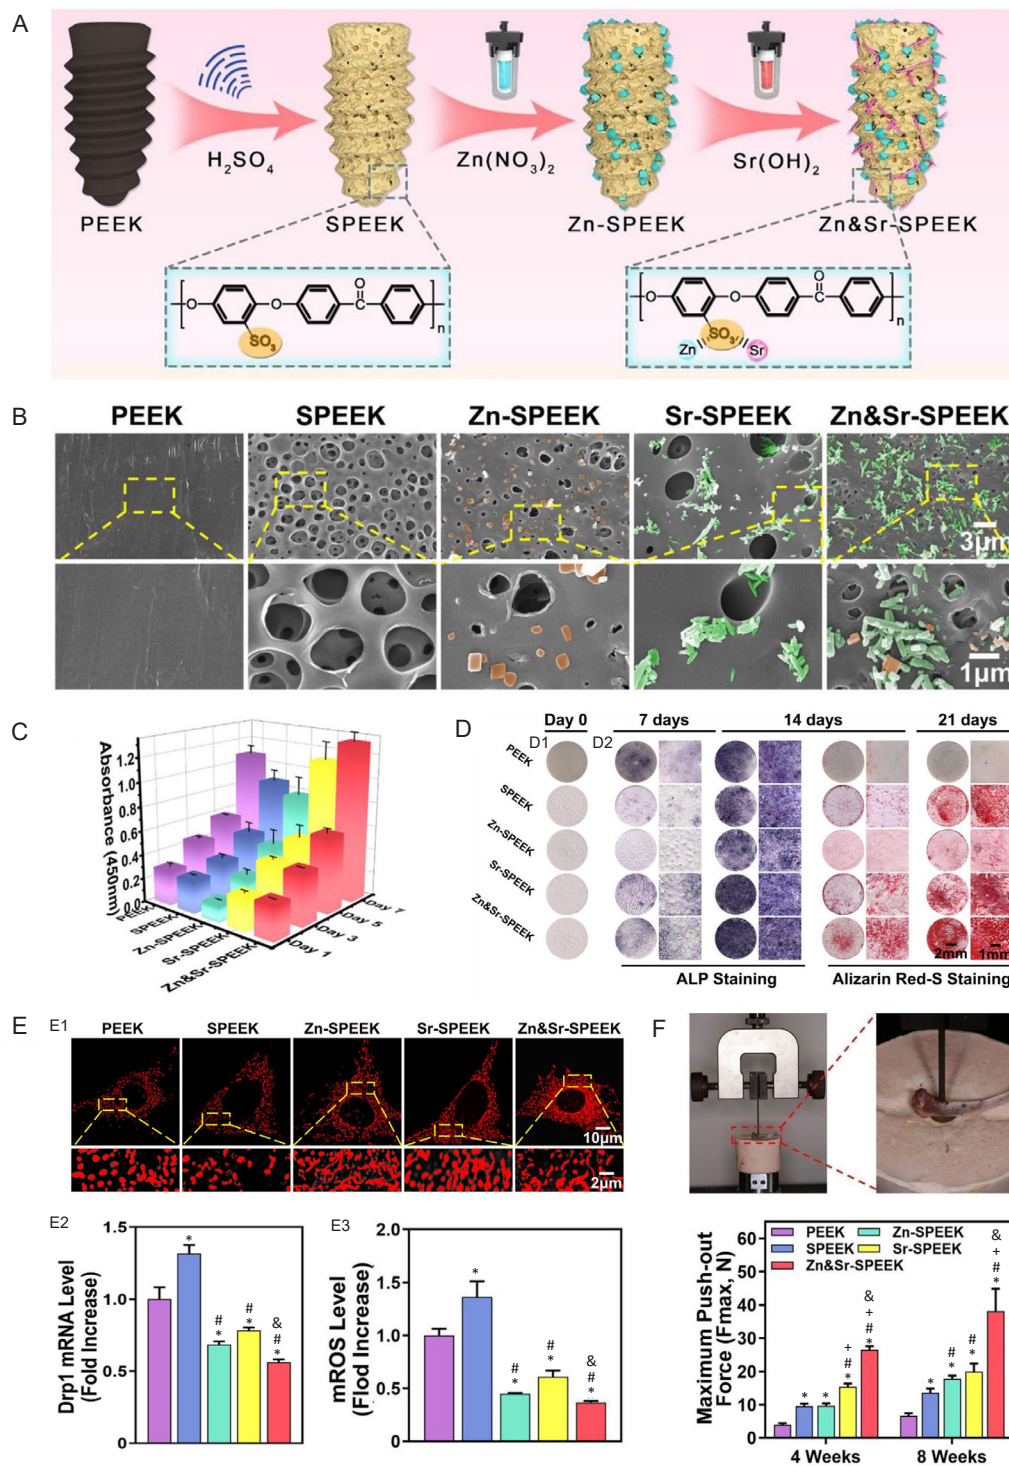 A
H₂SO₄
Zn(NO₃)₂
Sr(OH)₂
PEEK
SPEEK
Zn-SPEEK
Zn&Sr-SPEEK
O
O
O
C
n
SO₃
O
O
O
C
n
SO₃
Zn
Sr
B
PEEK SPEEK Zn-SPEEK Sr-SPEEK Zn&Sr-SPEEK
3μm
1μm
C
Absorbance (450nm)
1.2
1.0
0.8
0.6
0.4
0.2
0.0
PEEK
SPEEK
Zn-SPEEK
Sr-SPEEK
Zn&Sr-SPEEK
Day 1
Day 3
Day 5
Day 7
D
Day 0 7 days 14 days 21 days
D1 D2
PEEK
SPEEK
Zn-SPEEK
Sr-SPEEK
Zn&Sr-SPEEK
2mm 1mm
ALP Staining Alizarin Red-S Staining
E
E1
PEEK SPEEK Zn-SPEEK Sr-SPEEK Zn&Sr-SPEEK
10μm
2μm
E2
Drp1 mRNA Level
(Fold Increase)
1.5
1.0
0.5
0
*
#
*
#
*
&
#
*
E3
mROS Level
(Flod Increase)
2.0
1.5
1.0
0.5
0
*
#
*
#
*
&
#
*
F
Maximum Push-out
Force (Fmax, N)
60
50
40
30
20
10
0
PEEK Zn-SPEEK
SPEEK Sr-SPEEK
Zn&Sr-SPEEK
* * + # * & + # *
* # * # * & + # *
4 Weeks 8 Weeks